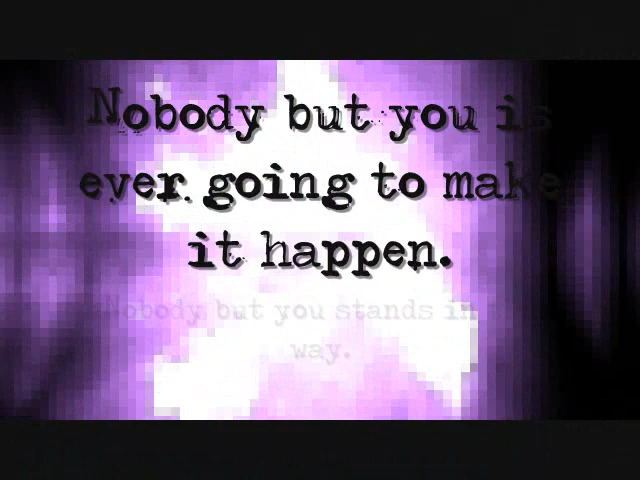 Nobody but you is
ever going to make
it happen.
Nobody but you stands in
way.